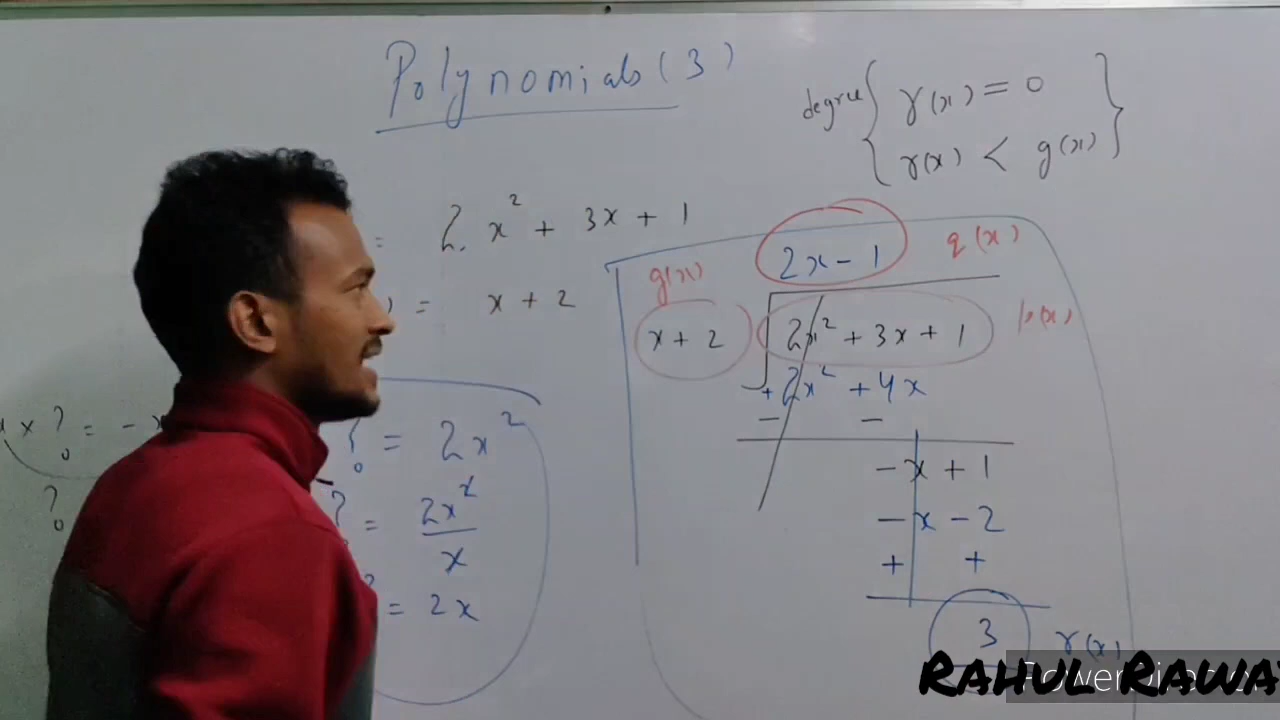 Polynomials (3)
degree { r(x) = 0
r(x) < g(x) }
= 2x² + 3x + 1
= x + 2
g(x) 2x - 1 q(x)
x + 2 2x² + 3x + 1 p(x)
+ 2x² + 4x
- -
- x + 1
- x - 2
+ +
3 r(x)
x × ? = - x
?
? = 2x²
? = 2x²/x
? = 2x
RAHUL RAWA